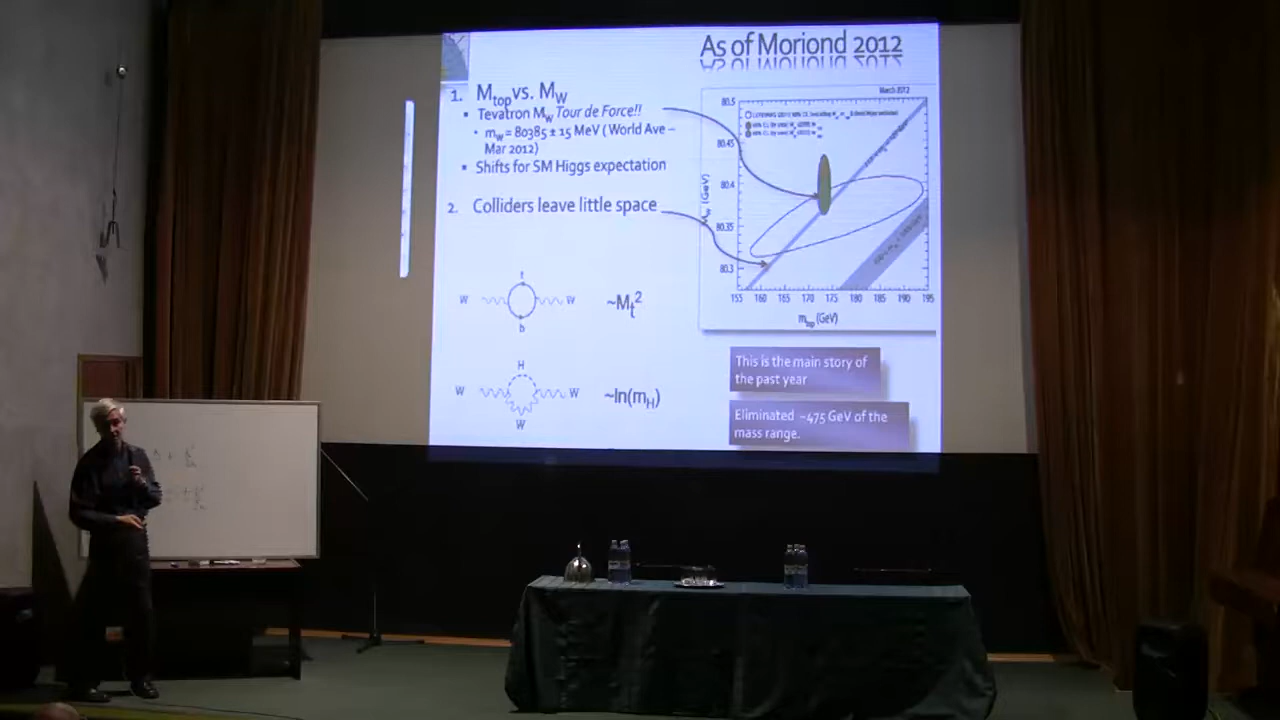 As of Moriond 2012
1. Mtop vs. MW
Tevatron MW Tour de Force!!
mw = 80385 ± 15 MeV (World Ave –
Mar 2012)
Shifts for SM Higgs expectation
2. Colliders leave little space
t
W W
b
~Mt²
H
W W
W
~ln(mH)
March 2012
80.5
80.45
80.4
80.35
80.3
MW (GeV)
155 160 165 170 175 180 185 190 195
mtop (GeV)
This is the main story of
the past year
Eliminated ~475 GeV of the
mass range.